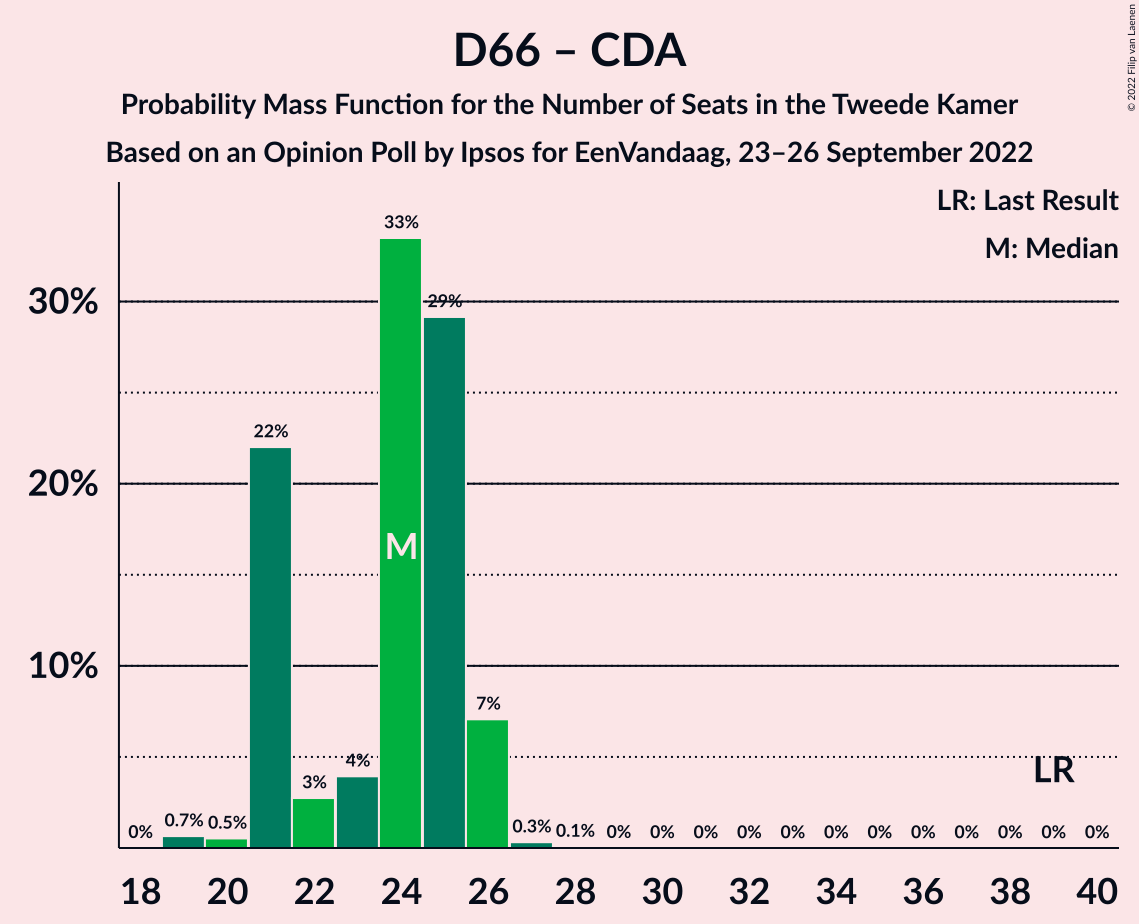 D66 – CDA
Probability Mass Function for the Number of Seats in the Tweede Kamer
Based on an Opinion Poll by Ipsos for EenVandaag, 23–26 September 2022
© 2022 Filip van Laenen
LR: Last Result
M: Median
30%
20%
10%
0%
0.7%
0.5%
22%
3%
4%
33%
29%
7%
0.3%
0.1%
0%
0%
0%
0%
0%
0%
0%
0%
0%
0%
0%
0%
M
LR
18 20 22 24 26 28 30 32 34 36 38 40